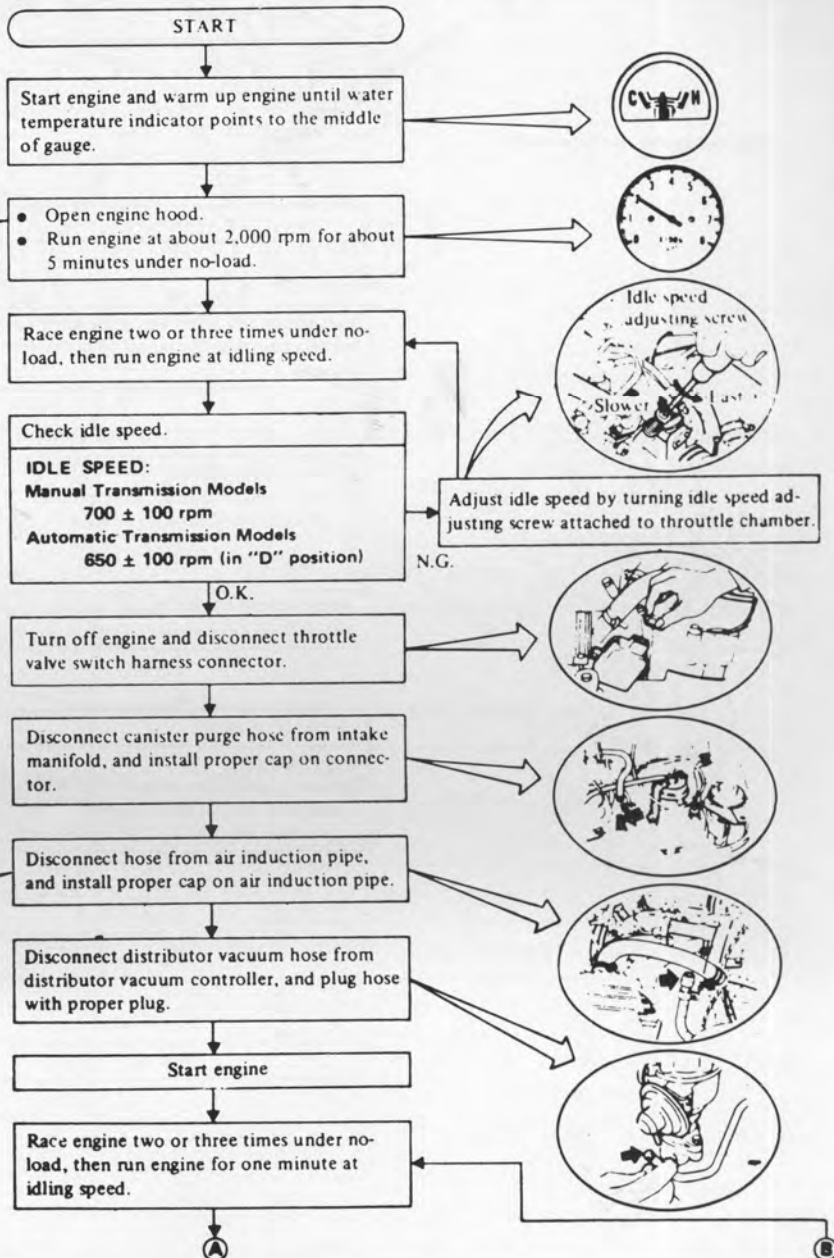 START
Start engine and warm up engine until water
temperature indicator points to the middle
of gauge.
C H
● Open engine hood.
● Run engine at about 2,000 rpm for about
5 minutes under no-load.
Race engine two or three times under no-
load, then run engine at idling speed.
Idle speed
adjusting screw
Slower
Check idle speed.
IDLE SPEED:
Manual Transmission Models
700 ± 100 rpm
Automatic Transmission Models
650 ± 100 rpm (in "D" position)
N.G.
Adjust idle speed by turning idle speed ad-
justing screw attached to throttle chamber.
O.K.
Turn off engine and disconnect throttle
valve switch harness connector.
Disconnect canister purge hose from intake
manifold, and install proper cap on connec-
tor.
Disconnect hose from air induction pipe,
and install proper cap on air induction pipe.
Disconnect distributor vacuum hose from
distributor vacuum controller, and plug hose
with proper plug.
Start engine
Race engine two or three times under no-
load, then run engine for one minute at
idling speed.
A
B